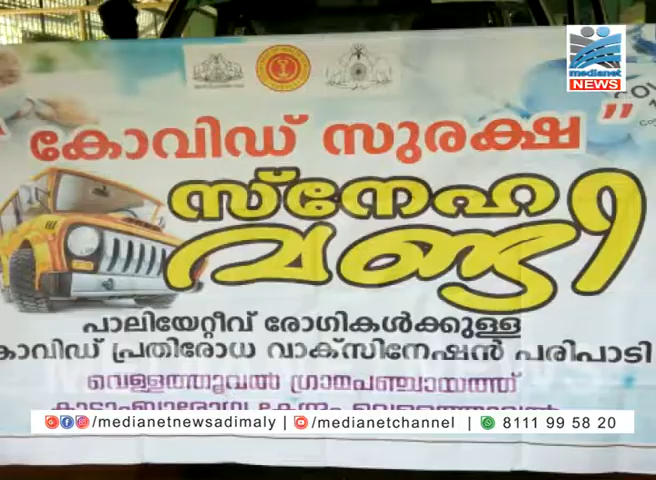 medianet
NEWS
" കോവിഡ് സുരക്ഷ "
സ്നേഹ
വണ്ടി
പാലിയേറ്റീവ് രോഗികൾക്കുള്ള
കോവിഡ് പ്രതിരോധ വാക്സിനേഷൻ പരിപാടി
വെള്ളത്തൂവൽ ഗ്രാമപഞ്ചായത്ത്
/medianetnewsadimaly | /medianetchannel | 8111 99 58 20